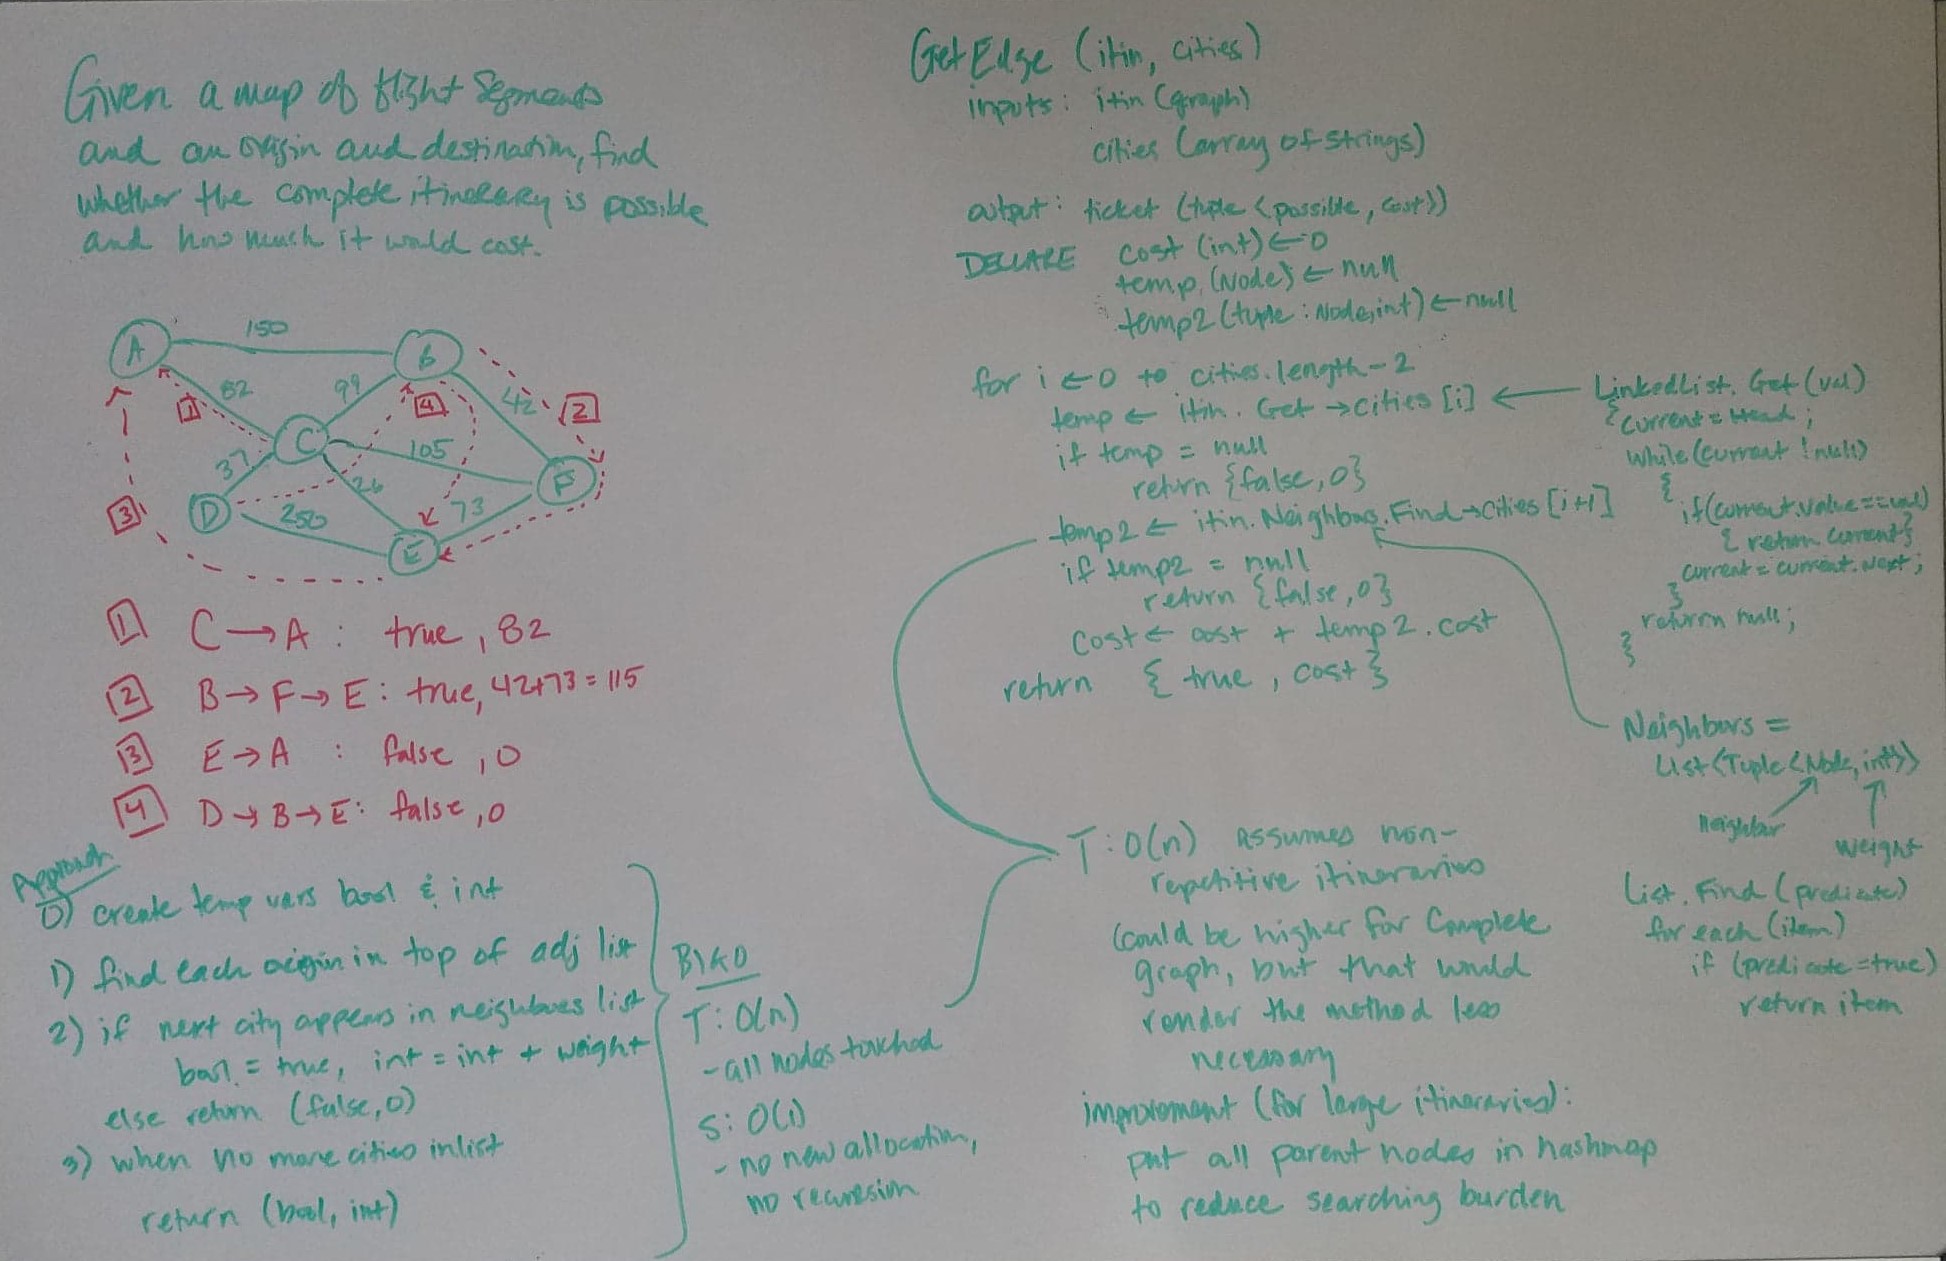 Given a map of flight segments
and an origin and destination, find
whether the complete itinerary is possible
and how much it would cost.
A
150
B
82
99
42
2
1
4
C
105
37
26
F
3
D
250
73
E
1 C → A : true, 82
2 B → F → E : true, 42+73 = 115
3 E → A : false, 0
4 D → B → E : false, 0
Approach
0) create temp vars bool & int
1) find each origin in top of adj list
2) if next city appears in neighbors list
bool = true, int = int + weight
else return (false, 0)
3) when no more cities in list
return (bool, int)
BigO
T: O(n)
- all nodes touched
S: O(1)
- no new allocation,
no recursion
GetEdge (itin, cities)
inputs: itin (graph)
cities (array of strings)
output: ticket (tuple <possible, cost>)
DECLARE cost (int) ← 0
temp (Node) ← null
temp2 (tuple: Node, int) ← null
for i ← 0 to cities.length - 2
temp ← itin. Get → cities [i]
if temp = null
return {false, 0}
temp2 ← itin. Neighbors. Find → cities [i+1]
if temp2 = null
return {false, 0}
cost ← cost + temp2.cost
return { true, cost }
LinkedList. Get (val)
{ current = Head ;
while (current != null)
{
if (current.value == val)
{ return current }
current = current.next ;
}
return null ;
}
Neighbors =
List <Tuple <Node, int>>
neighbor
weight
List. Find (predicate)
for each (item)
if (predicate = true)
return item
T: O(n) assumes non-
repetitive itineraries
(could be higher for complete
graph, but that would
render the method less
necessary
improvement (for large itineraries):
put all parent nodes in hashmap
to reduce searching burden